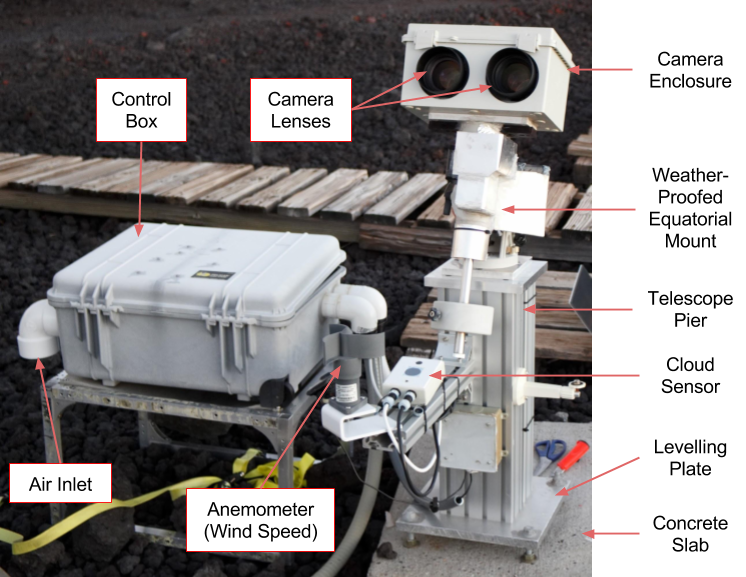 Camera
Enclosure
Control
Box
Camera
Lenses
Weather-
Proofed
Equatorial
Mount
Telescope
Pier
Cloud
Sensor
Levelling
Plate
Air Inlet
Anemometer
(Wind Speed)
Concrete
Slab